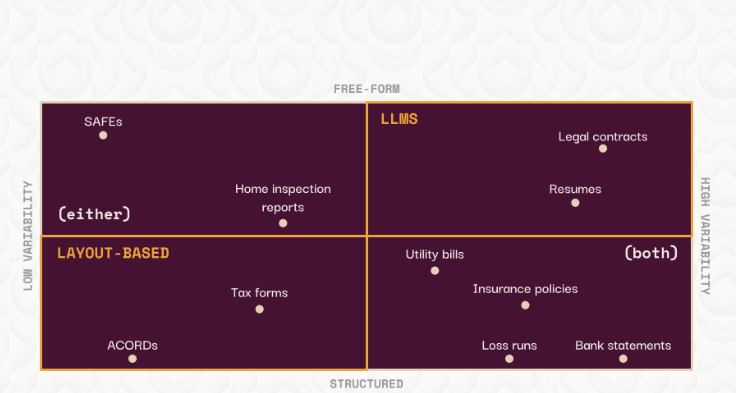 FREE-FORM
SAFEs
LLMS
Legal contracts
Home inspection
reports
Resumes
(either)
LOW VARIABILITY
HIGH VARIABILITY
LAYOUT-BASED
Utility bills
(both)
Tax forms
Insurance policies
ACORDs
Loss runs
Bank statements
STRUCTURED